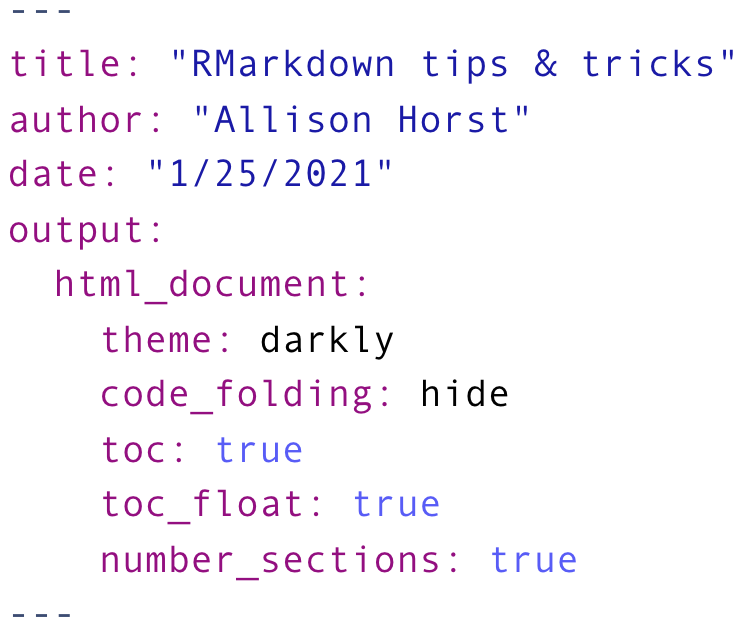 ---
title: "RMarkdown tips & tricks"
author: "Allison Horst"
date: "1/25/2021"
output:
  html_document:
    theme: darkly
    code_folding: hide
    toc: true
    toc_float: true
    number_sections: true
---